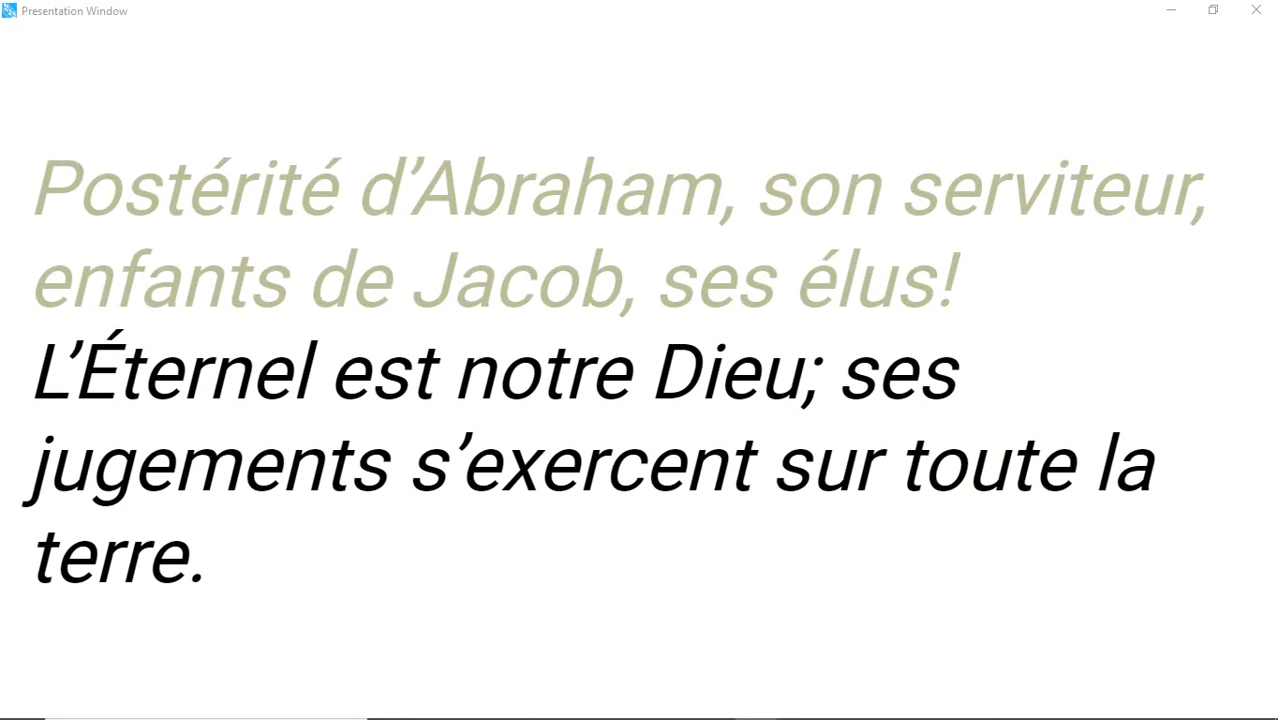 Presentation Window
Postérité d’Abraham, son serviteur,
enfants de Jacob, ses élus!
L’Éternel est notre Dieu; ses
jugements s’exercent sur toute la
terre.